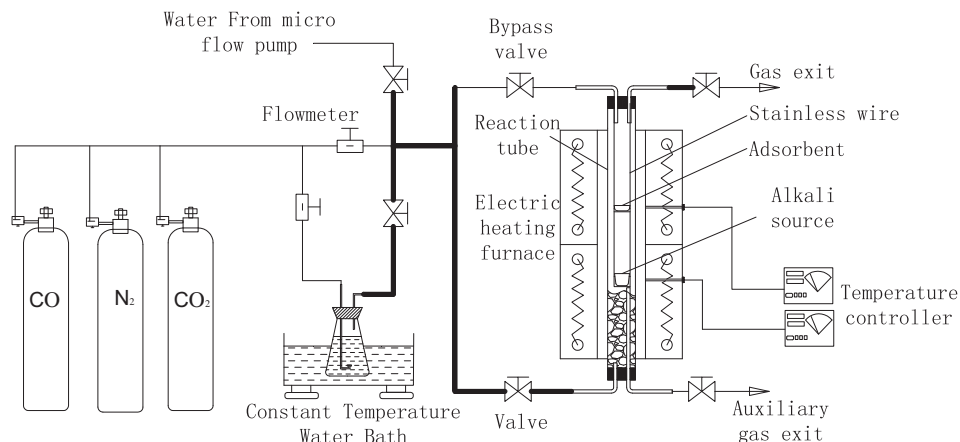 Water From micro
flow pump
Bypass
valve
Gas exit
Flowmeter
Reaction
tube
Stainless wire
Adsorbent
Electric
heating
furnace
Alkali
source
CO
N₂
CO₂
Temperature
controller
Constant Temperature
Water Bath
Valve
Auxiliary
gas exit